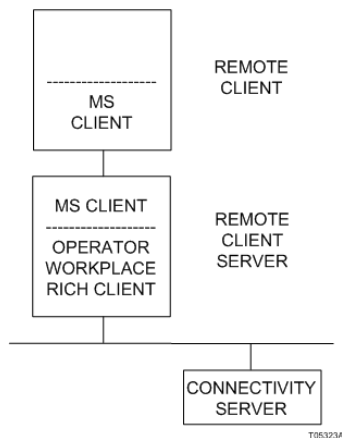 MS
CLIENT
REMOTE
CLIENT
MS CLIENT
OPERATOR
WORKPLACE
RICH CLIENT
REMOTE
CLIENT
SERVER
CONNECTIVITY
SERVER
T05323A